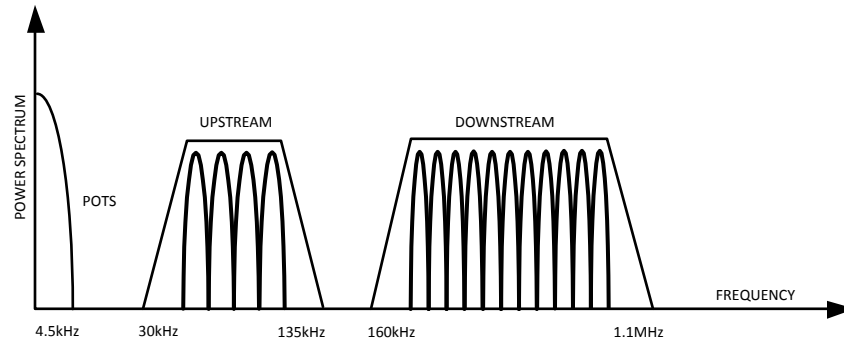 POWER SPECTRUM
POTS
UPSTREAM
DOWNSTREAM
FREQUENCY
4.5kHz
30kHz
135kHz
160kHz
1.1MHz